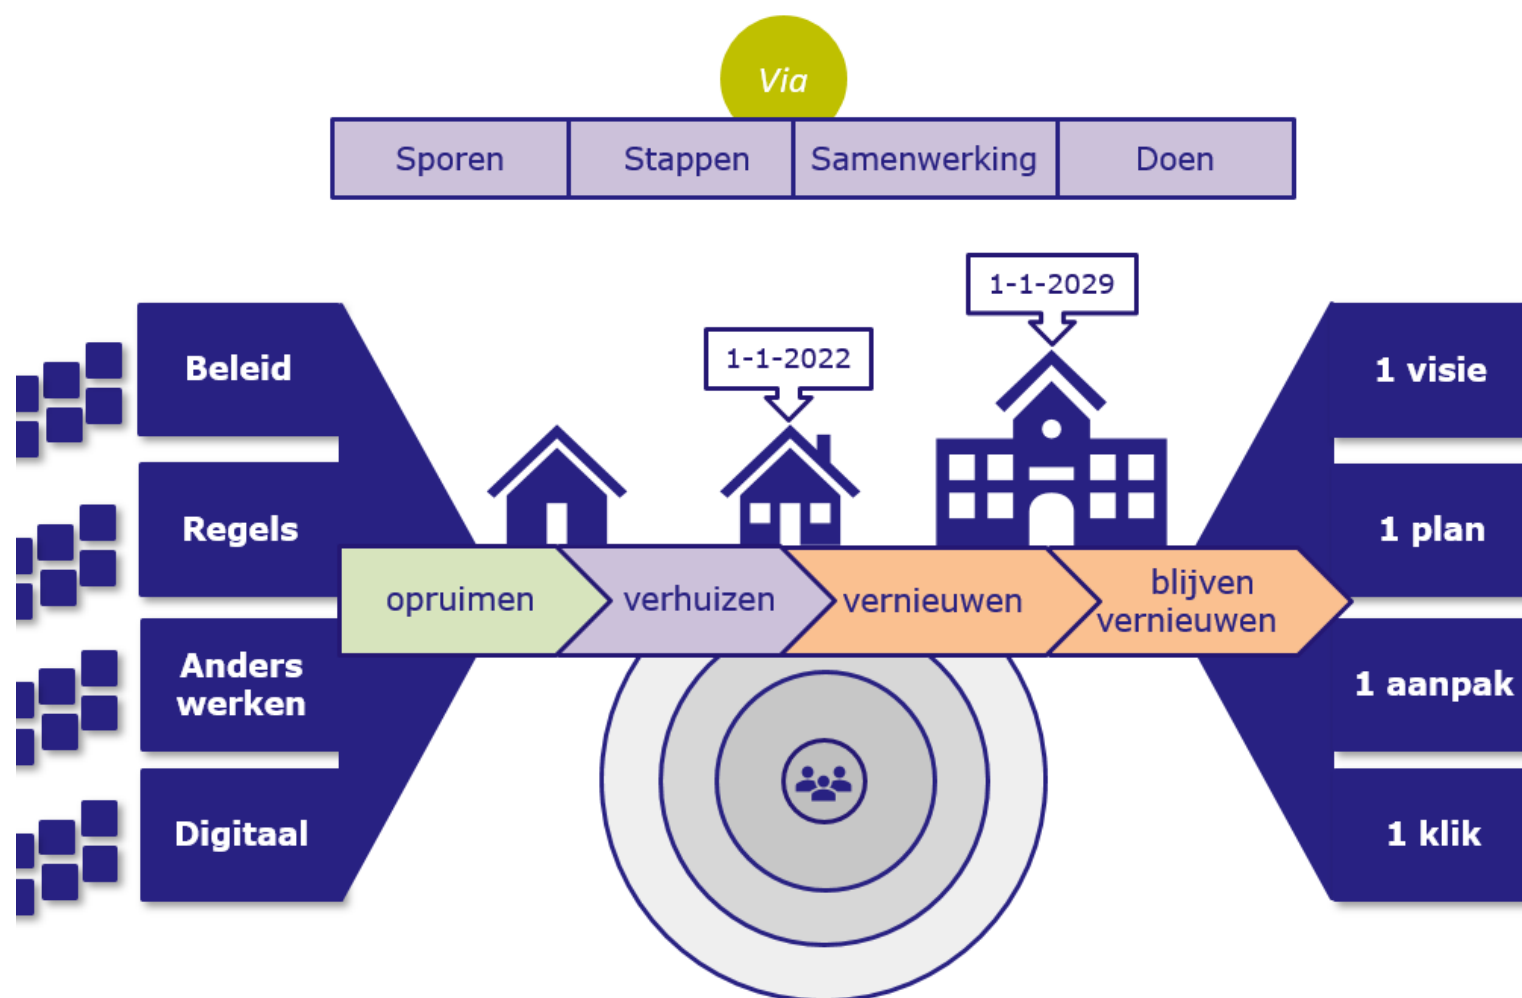 Via
Sporen
Stappen
Samenwerking
Doen
1-1-2029
1-1-2022
Beleid
Regels
Anders
werken
Digitaal
opruimen
verhuizen
vernieuwen
blijven
vernieuwen
1 visie
1 plan
1 aanpak
1 klik